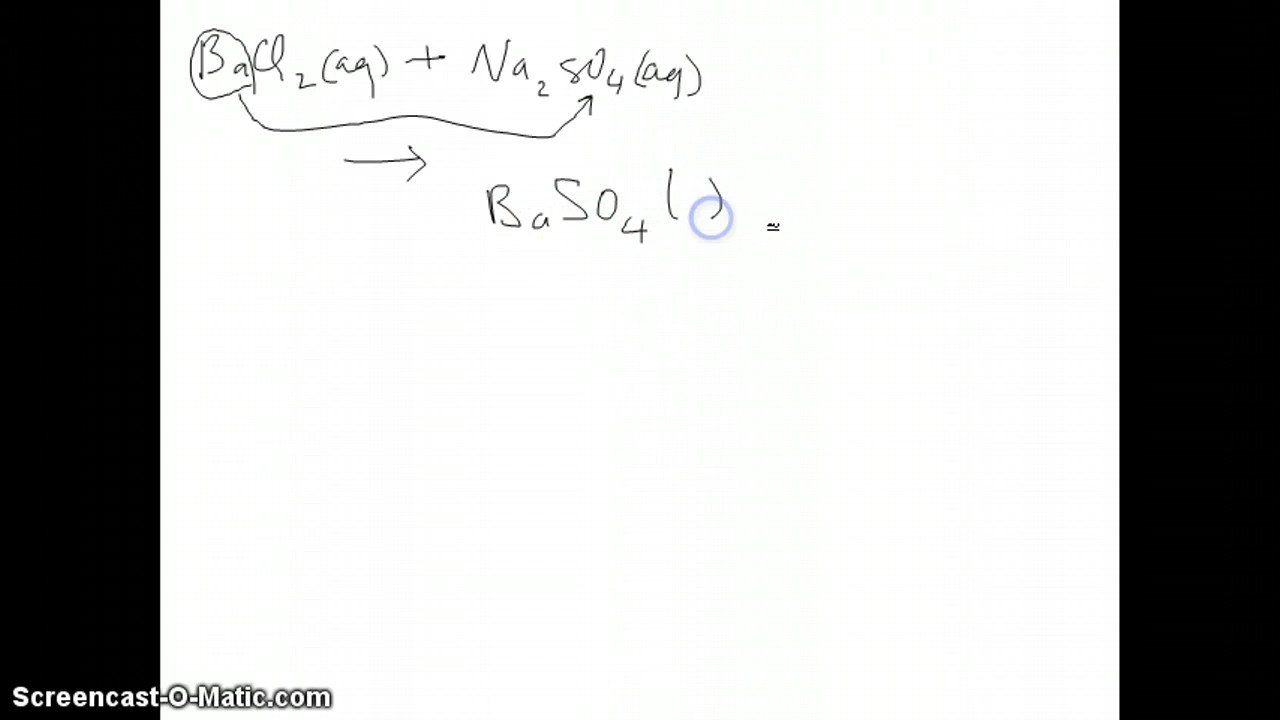 BaCl2(aq) + Na2SO4(aq)
→
BaSO4 ( )
Screencast-O-Matic.com